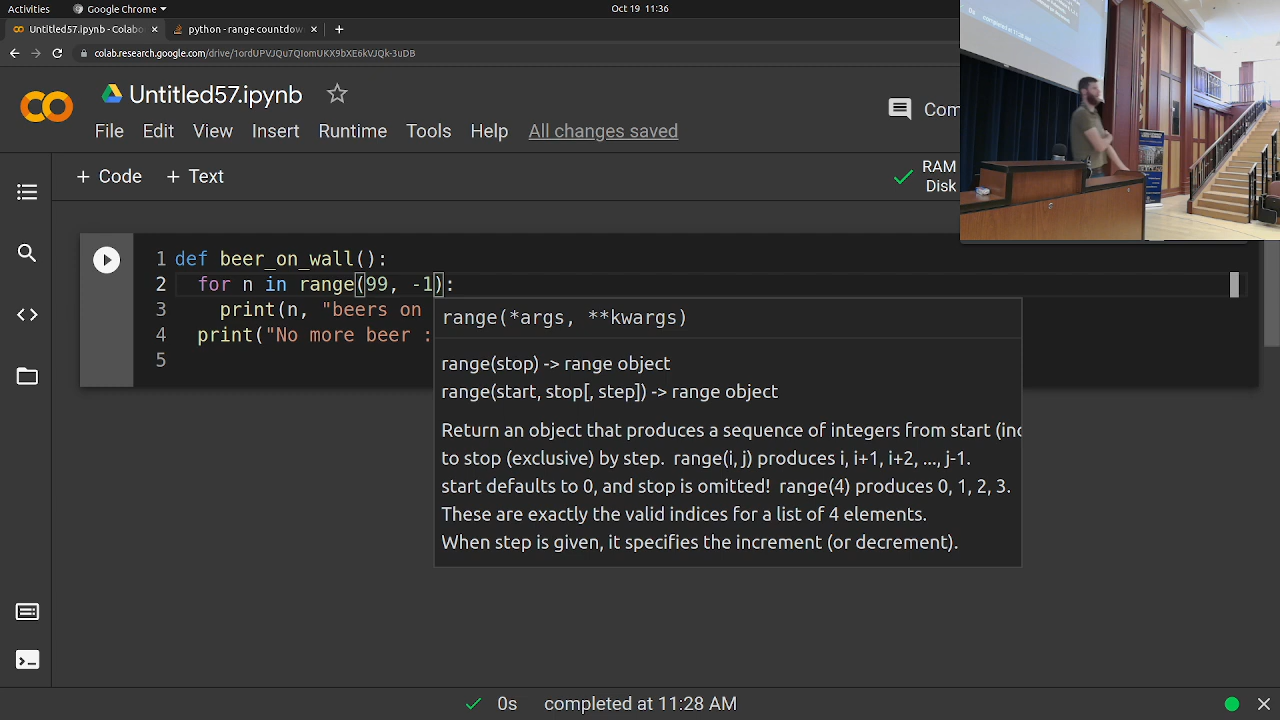 Activities
Google Chrome
Oct 19 11:36
Untitled57.ipynb - Colabo
python - range countdow
colab.research.google.com/drive/1ordUPVJQu7QIomUKX9bXE6kVJQk-3uDB
Untitled57.ipynb
File Edit View Insert Runtime Tools Help All changes saved
Com
+ Code + Text
RAM
Disk
1 def beer_on_wall():
2 for n in range(99, -1):
3 print(n, "beers on
4 print("No more beer :
5
range(*args, **kwargs)
range(stop) -> range object
range(start, stop[, step]) -> range object
Return an object that produces a sequence of integers from start (inc
to stop (exclusive) by step. range(i, j) produces i, i+1, i+2, ..., j-1.
start defaults to 0, and stop is omitted! range(4) produces 0, 1, 2, 3.
These are exactly the valid indices for a list of 4 elements.
When step is given, it specifies the increment (or decrement).
0s completed at 11:28 AM